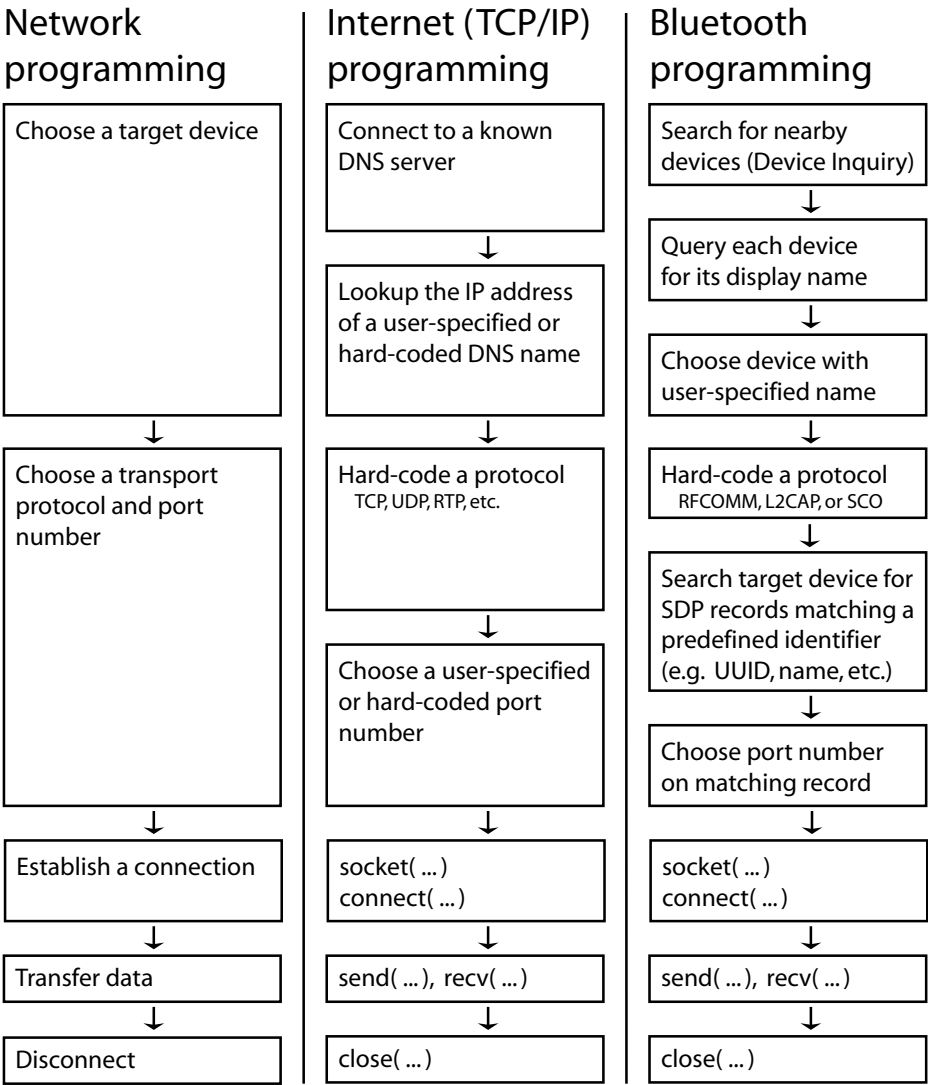 Network
programming
Choose a target device
Choose a transport
protocol and port
number
Establish a connection
Transfer data
Disconnect
Internet (TCP/IP)
programming
Connect to a known
DNS server
Lookup the IP address
of a user-specified or
hard-coded DNS name
Hard-code a protocol
TCP, UDP, RTP, etc.
Choose a user-specified
or hard-coded port
number
socket( ... )
connect( ... )
send( ... ), recv( ... )
close( ... )
Bluetooth
programming
Search for nearby
devices (Device Inquiry)
Query each device
for its display name
Choose device with
user-specified name
Hard-code a protocol
RFCOMM, L2CAP, or SCO
Search target device for
SDP records matching a
predefined identifier
(e.g. UUID, name, etc.)
Choose port number
on matching record
socket( ... )
connect( ... )
send( ... ), recv( ... )
close( ... )